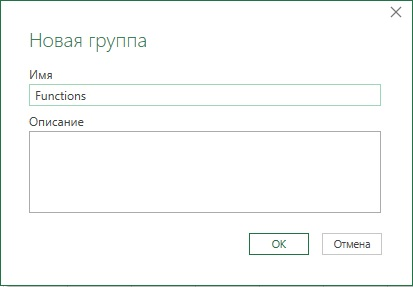 Новая группа
Имя
Functions
Описание
ОК
Отмена